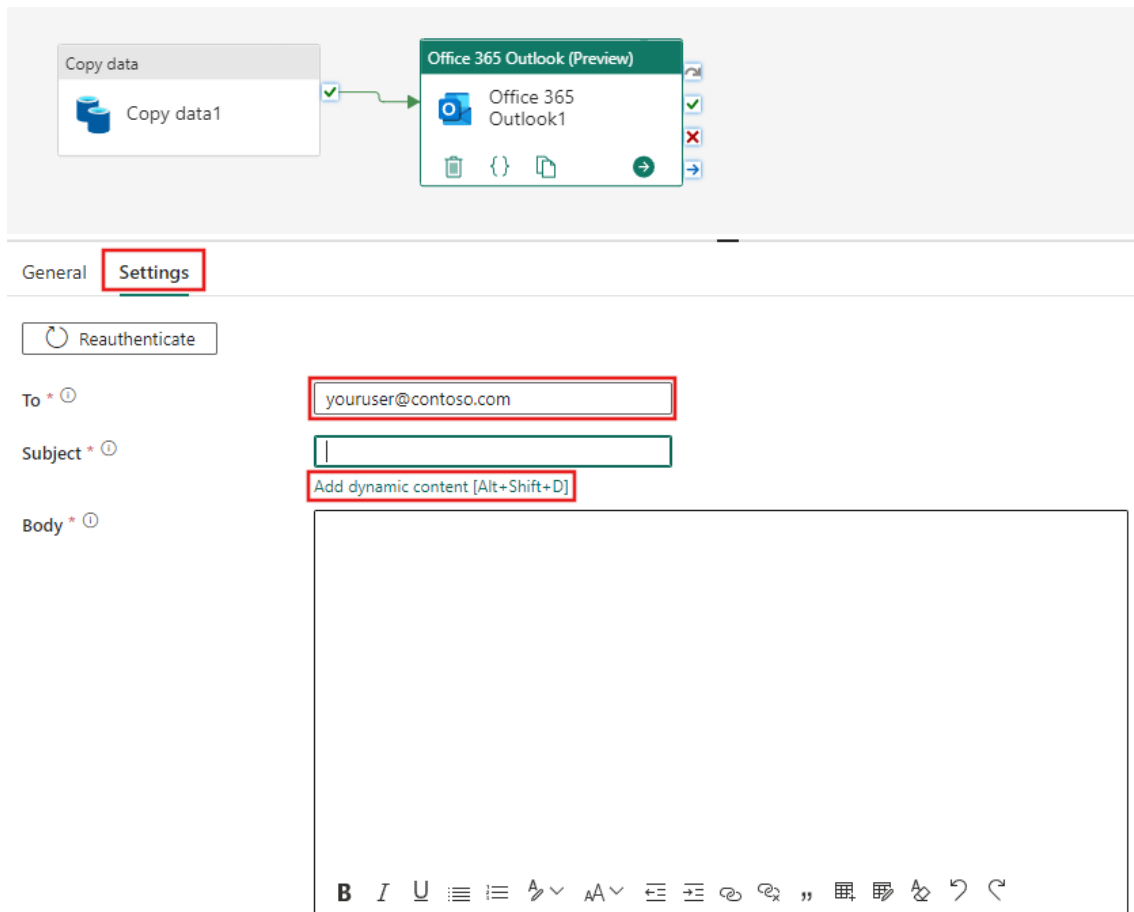 Copy data
Office 365 Outlook (Preview)
Copy data1
Office 365
Outlook1
{}
General
Settings
Reauthenticate
To *
youruser@contoso.com
Subject *
Add dynamic content [Alt+Shift+D]
Body *
B I U